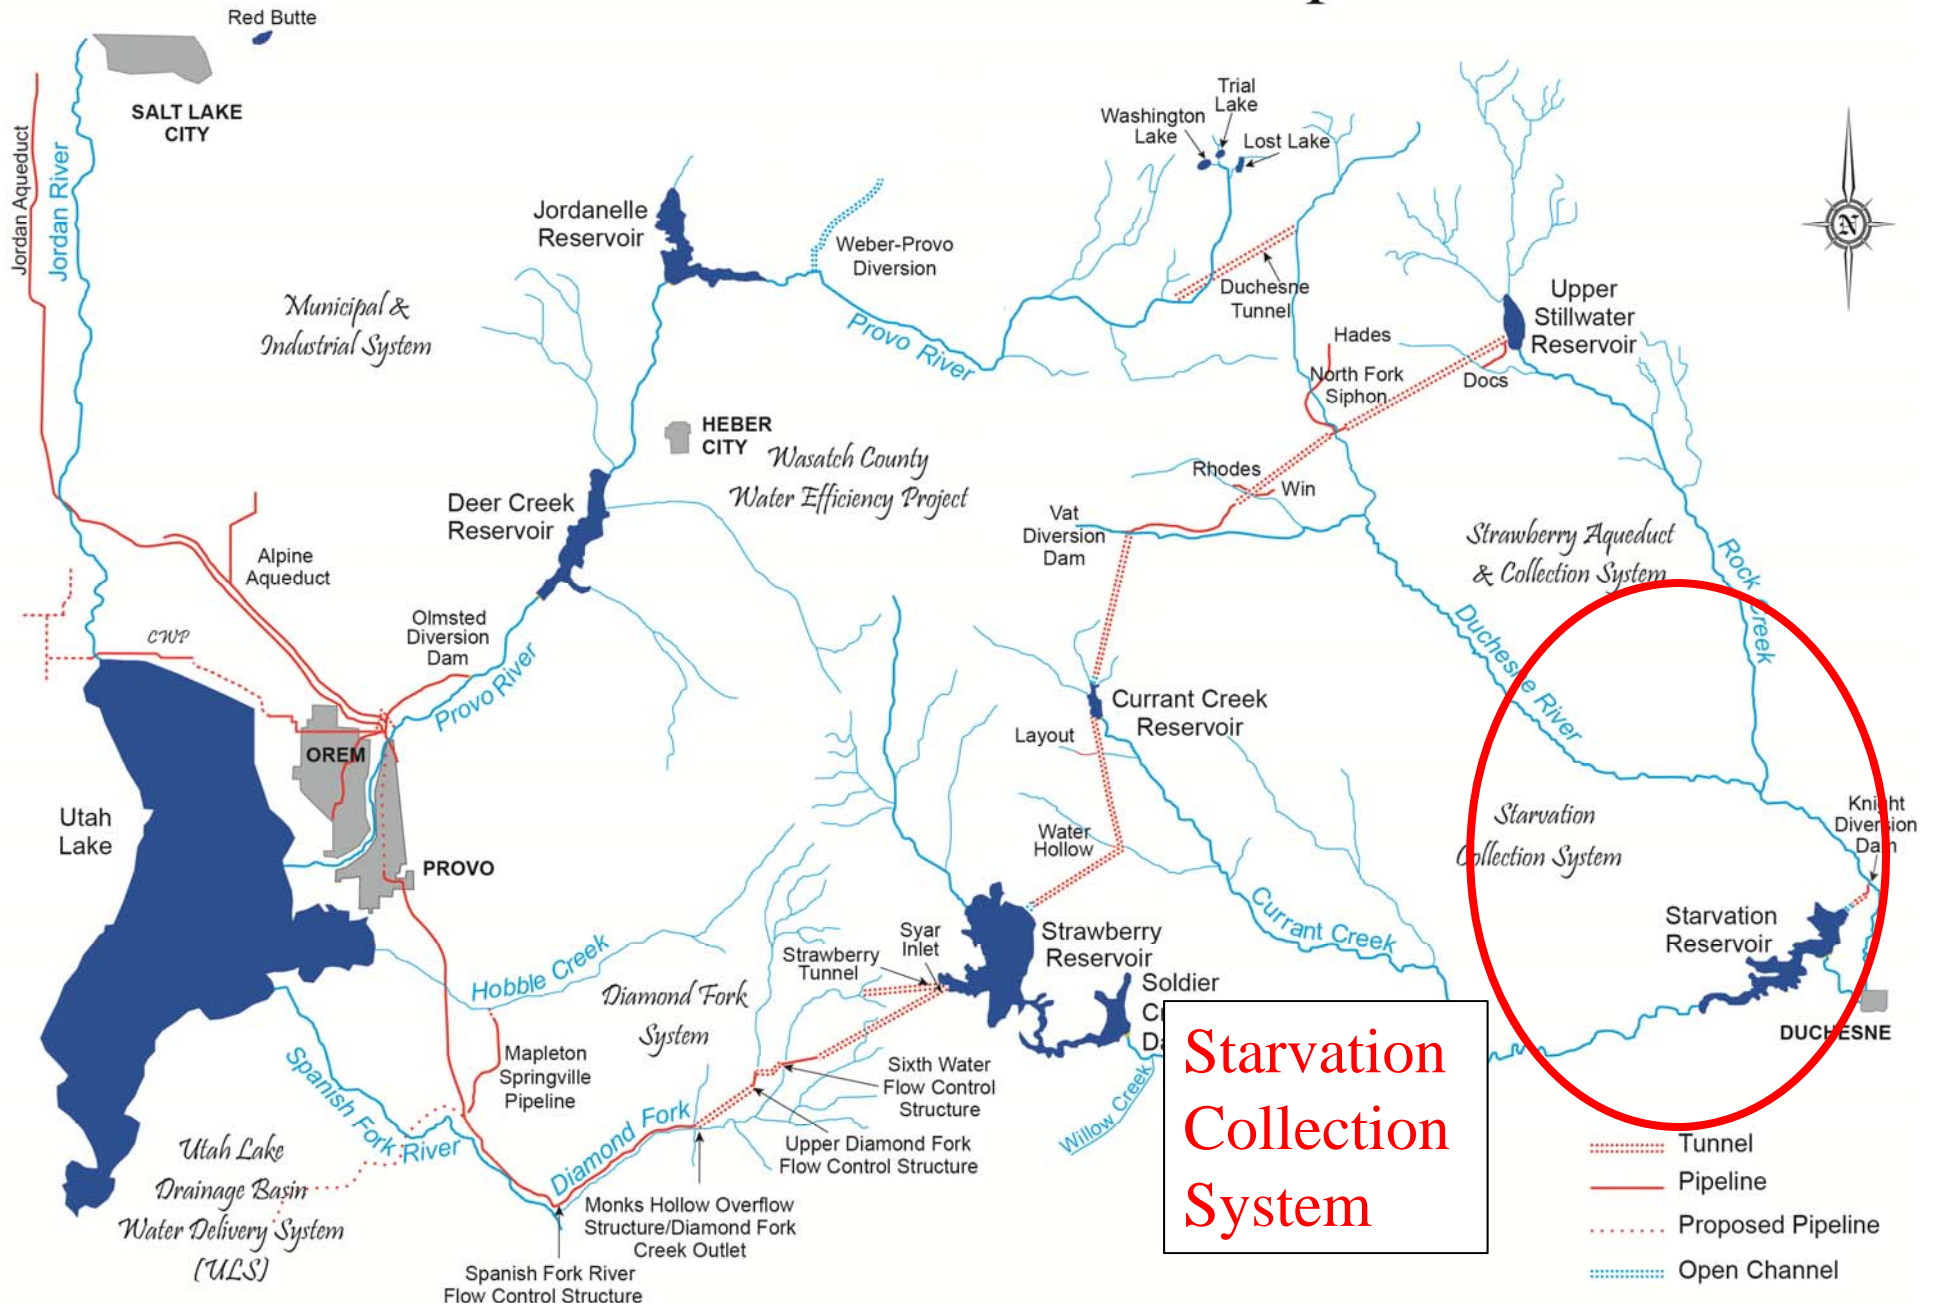 Red Butte
SALT LAKE
CITY
Jordan Aqueduct
Jordan River
Trial
Lake
Washington
Lake
Lost Lake
Jordanelle
Reservoir
Weber-Provo
Diversion
N
Municipal &
Industrial System
Duchesne
Tunnel
Upper
Stillwater
Reservoir
Provo River
Hades
North Fork
Siphon
Docs
HEBER
CITY
Wasatch County
Water Efficiency Project
Rhodes
Win
Deer Creek
Reservoir
Vat
Diversion
Dam
Strawberry Aqueduct
& Collection System
Rock Creek
Alpine
Aqueduct
Olmsted
Diversion
Dam
CWP
Provo River
Duchesne River
Currant Creek
Reservoir
Layout
OREM
Utah
Lake
PROVO
Water
Hollow
Starvation
Collection System
Knight
Diversion
Dam
Currant Creek
Starvation
Reservoir
Syar
Inlet
Strawberry
Tunnel
Strawberry
Reservoir
Soldier
Hobble Creek
Diamond Fork
System
DUCHESNE
Starvation
Collection
System
Mapleton
Springville
Pipeline
Sixth Water
Flow Control
Structure
Spanish Fork River
Diamond Fork
Willow Creek
Upper Diamond Fork
Flow Control Structure
Utah Lake
Drainage Basin
Water Delivery System
(ULS)
Monks Hollow Overflow
Structure/Diamond Fork
Creek Outlet
Spanish Fork River
Flow Control Structure
Tunnel
Pipeline
Proposed Pipeline
Open Channel